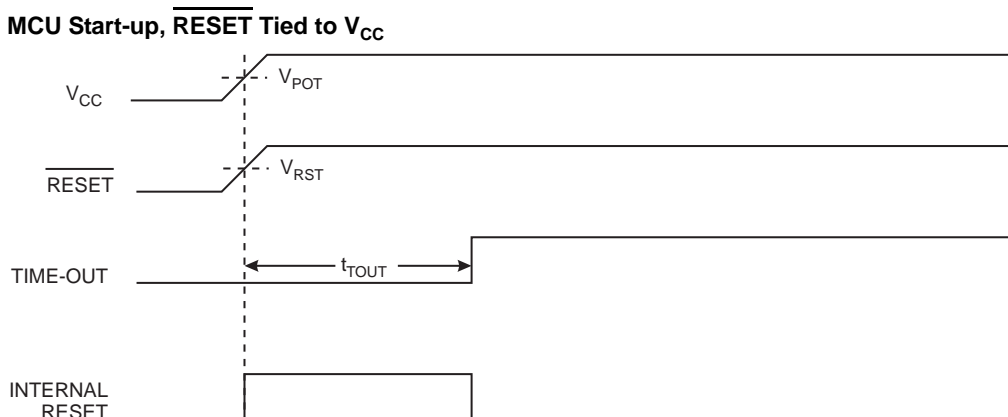 MCU Start-up, RESET Tied to VCC
VPOT
VCC
VRST
RESET
tTOUT
TIME-OUT
INTERNAL
RESET